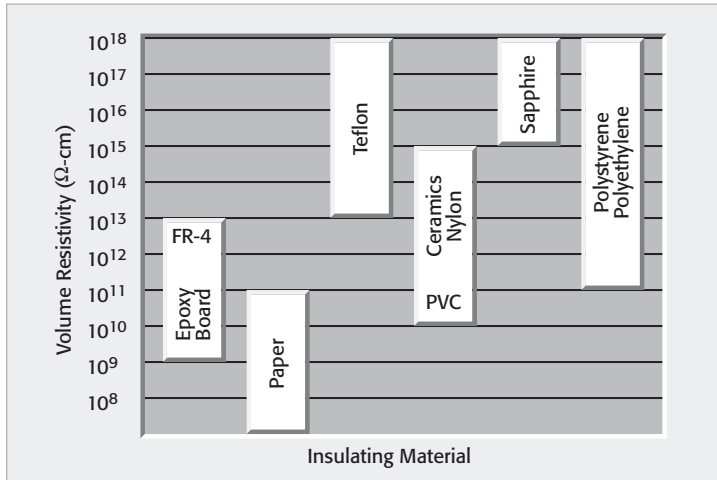 Volume Resistivity (Ω-cm)
10¹⁸
10¹⁷
10¹⁶
10¹⁵
10¹⁴
10¹³
10¹²
10¹¹
10¹⁰
10⁹
10⁸
FR-4
Epoxy
Board
Paper
Teflon
Ceramics
Nylon
PVC
Sapphire
Polystyrene
Polyethylene
Insulating Material